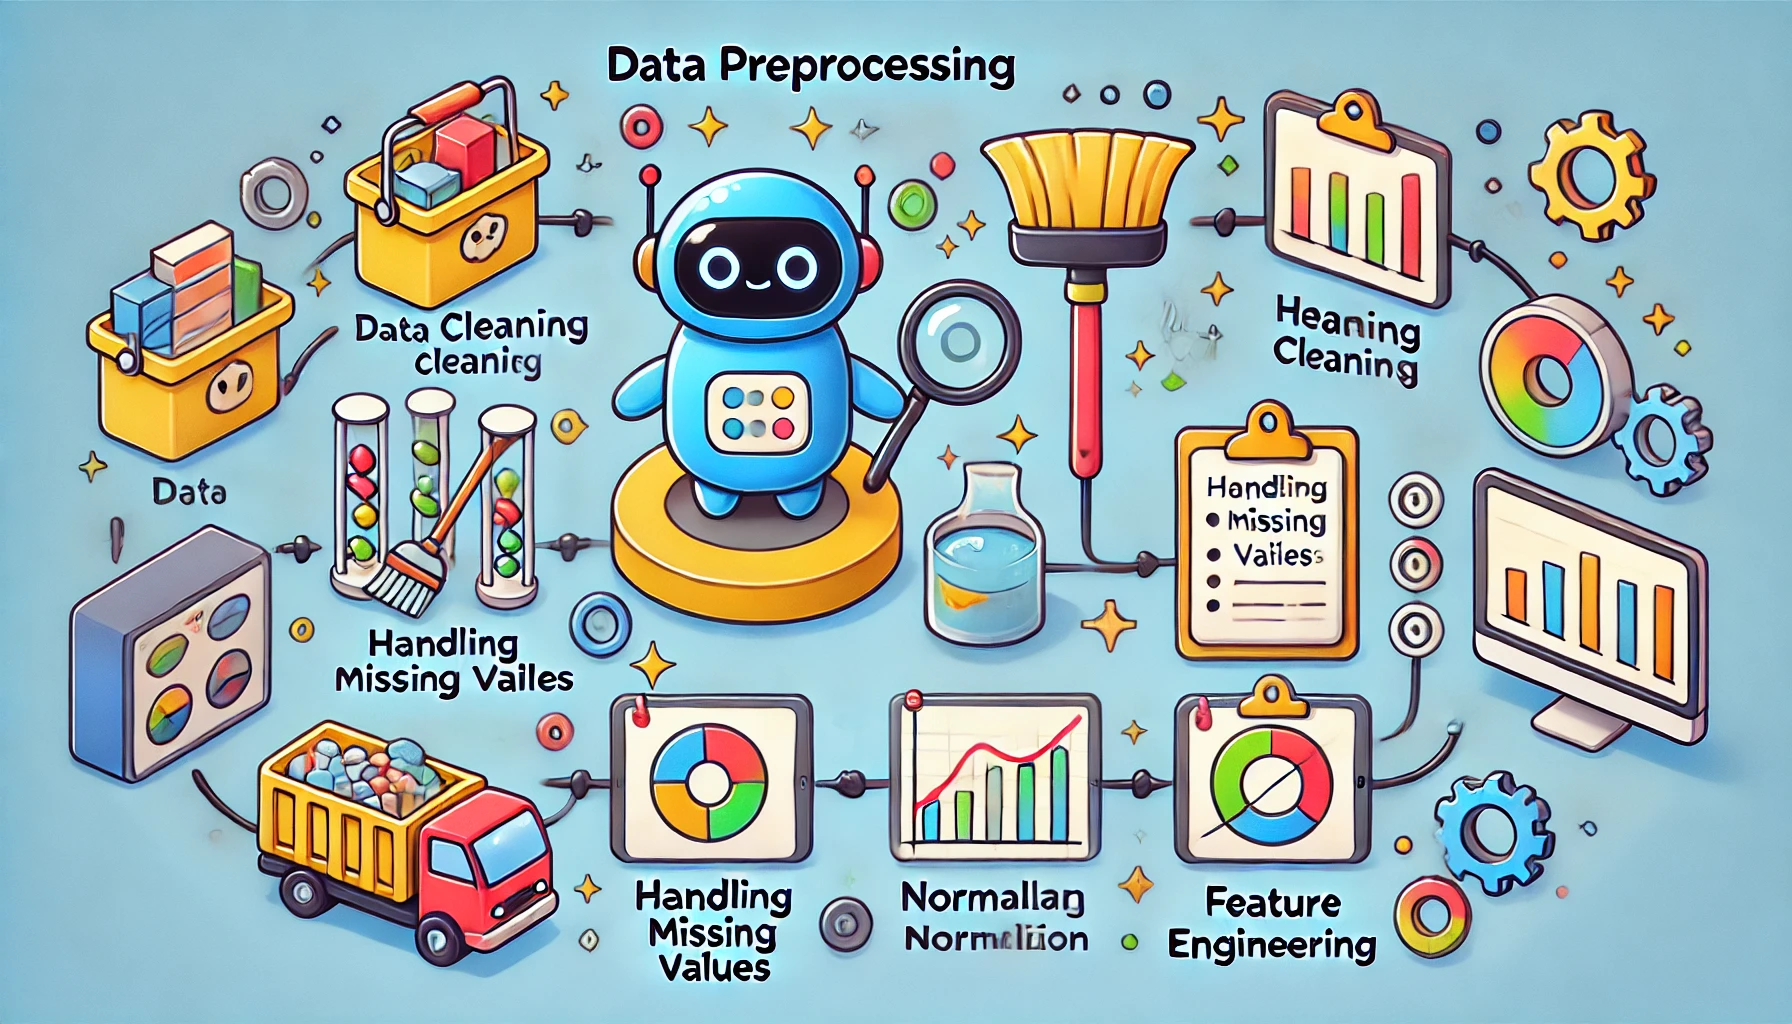 Data Preprocessing
Data Cleaning
cleaning
Heaning
Cleaning
Data
Handling
Missing
Vailes
Handling
Missing Vailes
Handling
Missing
Values
Normallag
Feature
Engineering